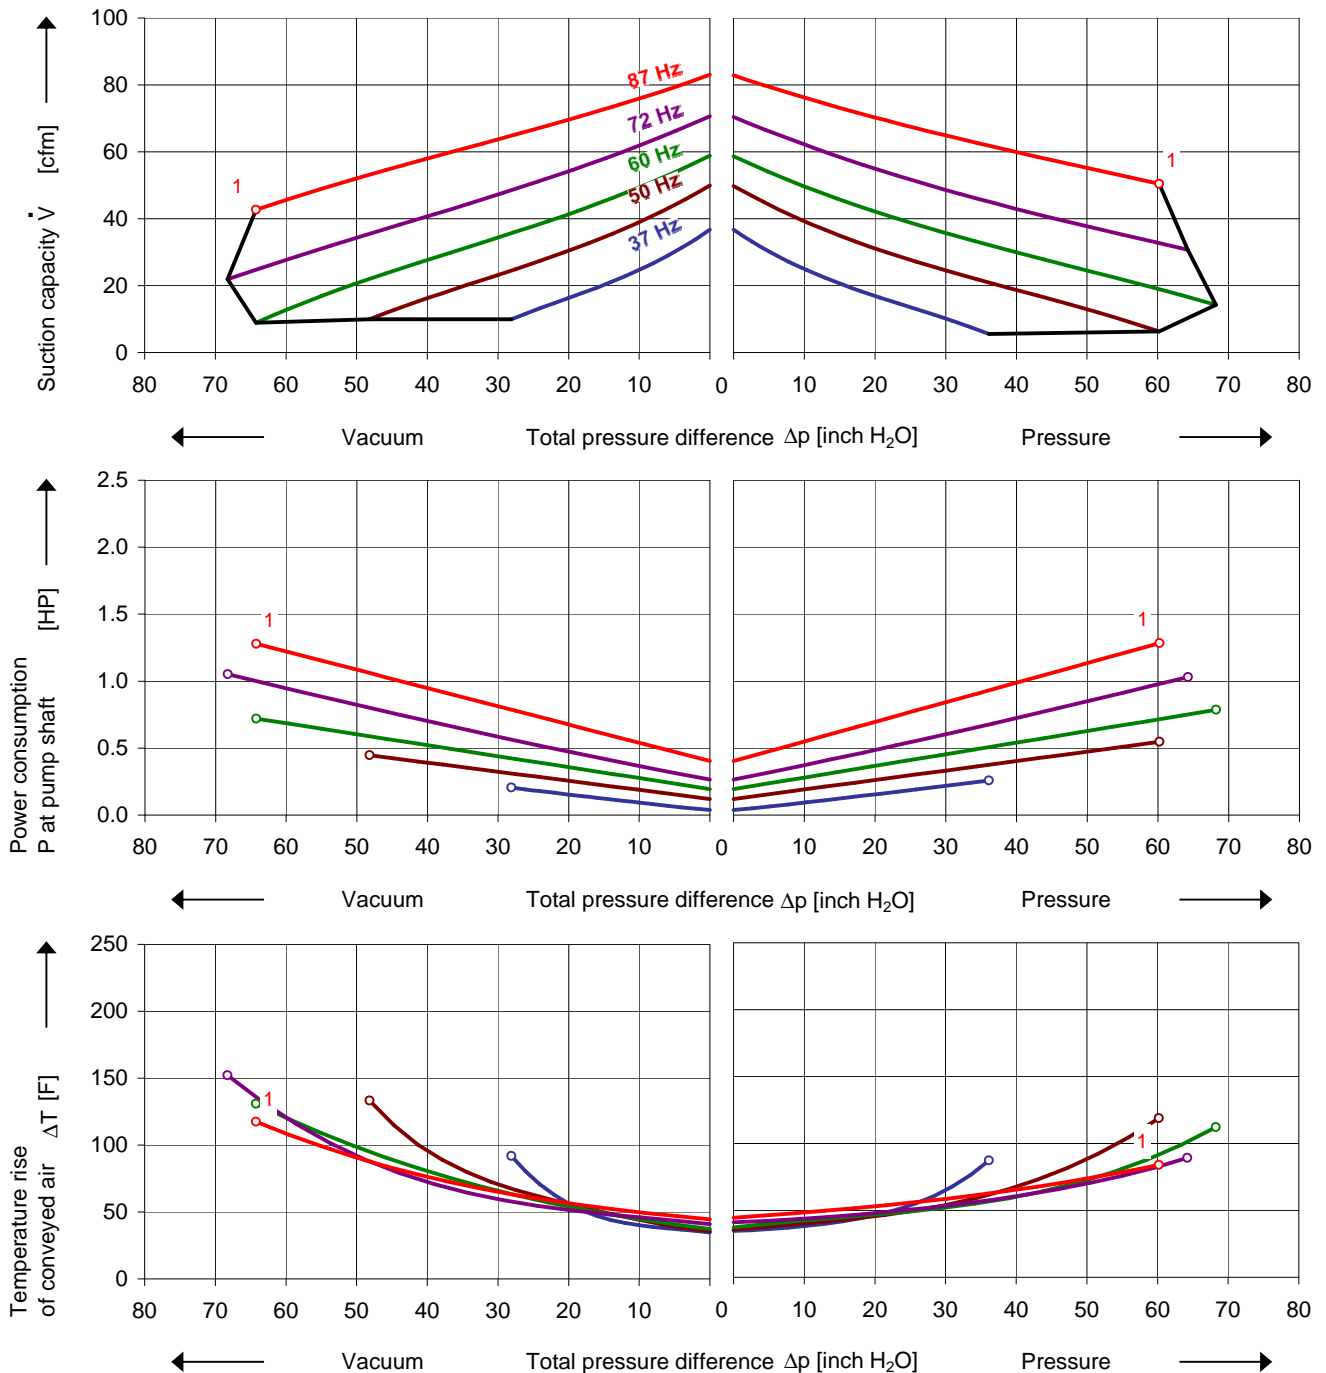 100
80
60
40
20
0
Suction capacity V̇ [cfm]
87 Hz
72 Hz
60 Hz
50 Hz
37 Hz
1
1
80 70 60 50 40 30 20 10 0 10 20 30 40 50 60 70 80
Vacuum Total pressure difference Δp [inch H₂O] Pressure
2.5
2.0
1.5
1.0
0.5
0.0
Power consumption
P at pump shaft [HP]
1
1
80 70 60 50 40 30 20 10 0 10 20 30 40 50 60 70 80
Vacuum Total pressure difference Δp [inch H₂O] Pressure
250
200
150
100
50
0
Temperature rise
of conveyed air ΔT [F]
1
1
80 70 60 50 40 30 20 10 0 10 20 30 40 50 60 70 80
Vacuum Total pressure difference Δp [inch H₂O] Pressure